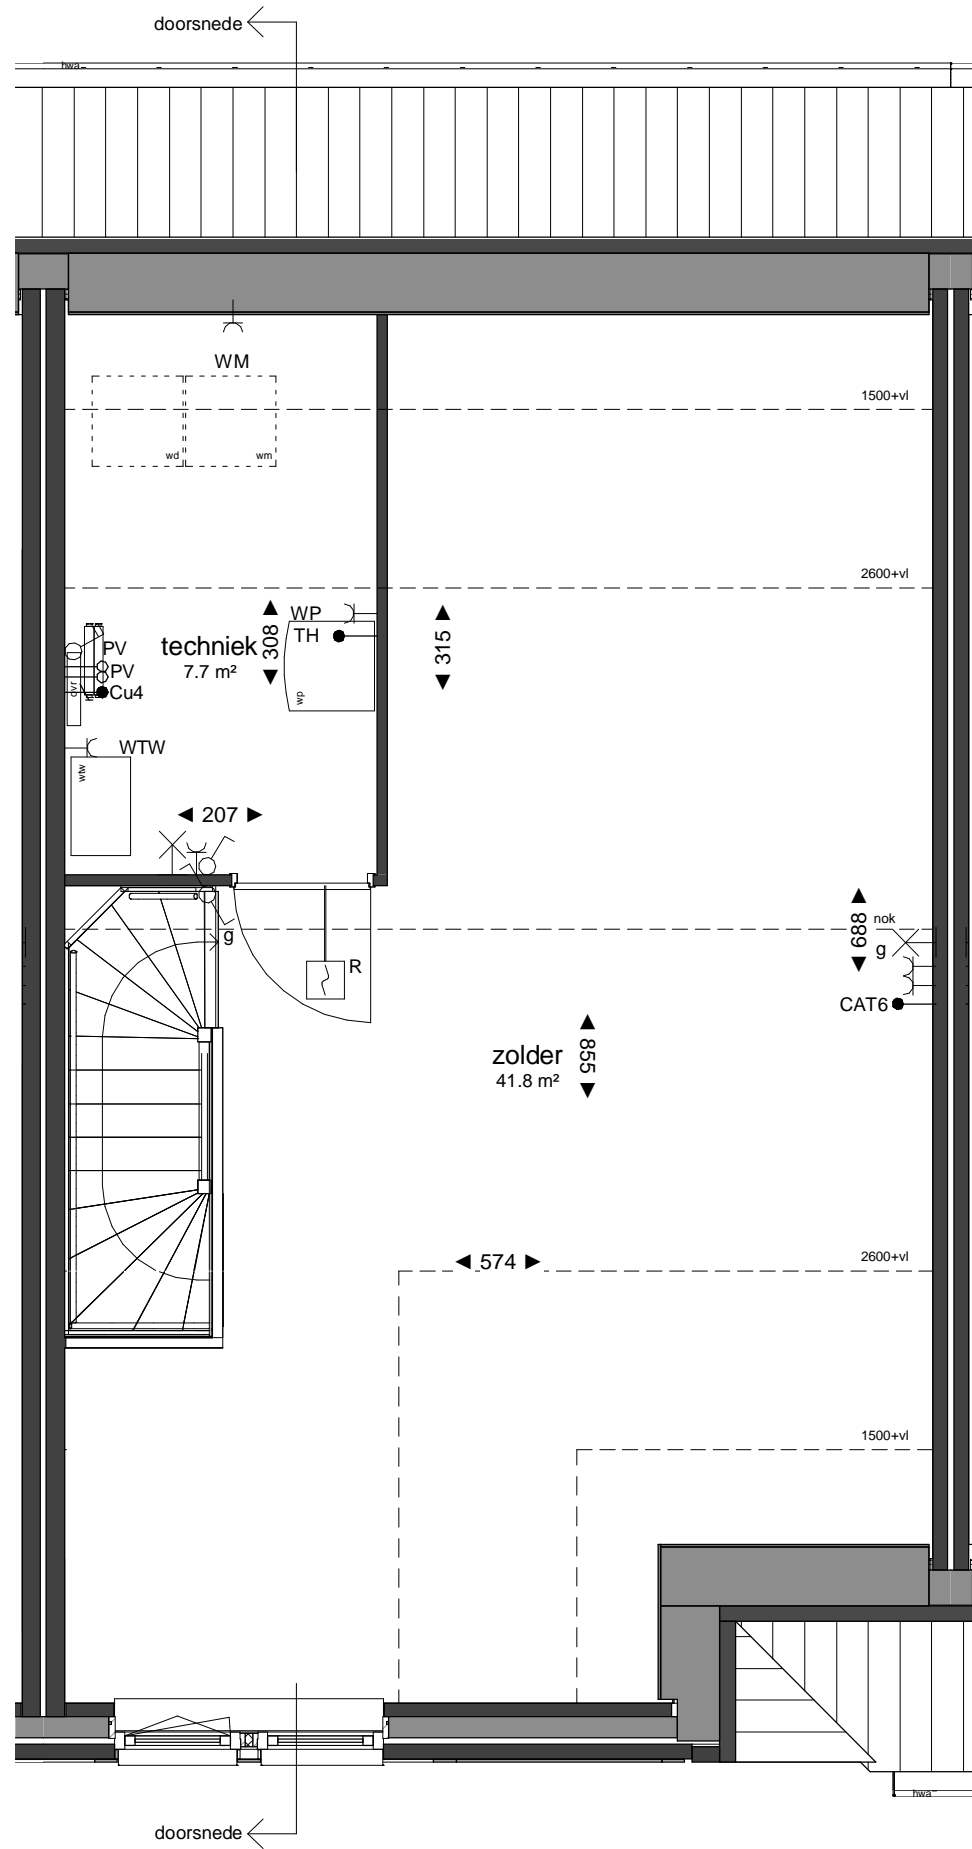 doorsnede
hwa
WM
1500+vl
wd
wm
2600+vl
WP
TH
308
315
techniek
7.7 m²
PV
PV
Cu4
ovr
wp
WTW
wtw
207
g
nok
688
g
R
CAT6
zolder
41.8 m²
855
574
2600+vl
1500+vl
hwa
doorsnede